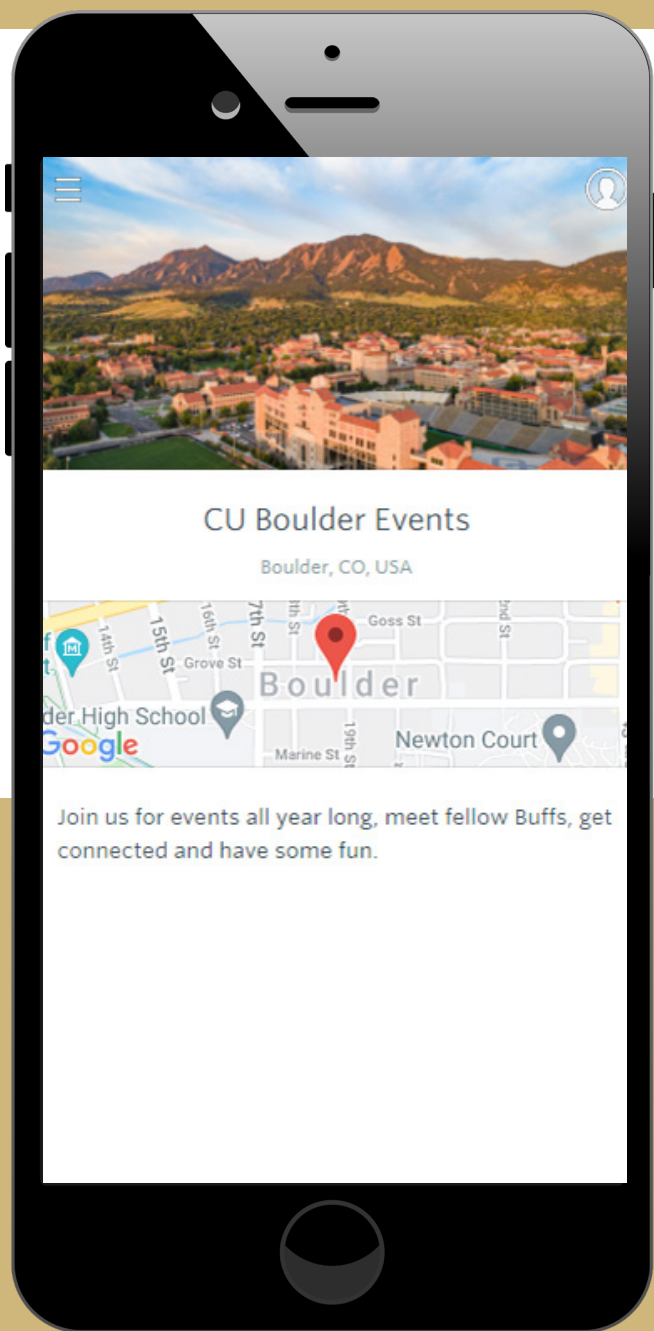 CU Boulder Events
Boulder, CO, USA
14th St
15th St
16th St
7th St
Goss St
Grove St
Boulder
der High School
Google
Marine St
19th St
Newton Court
Join us for events all year long, meet fellow Buffs, get
connected and have some fun.